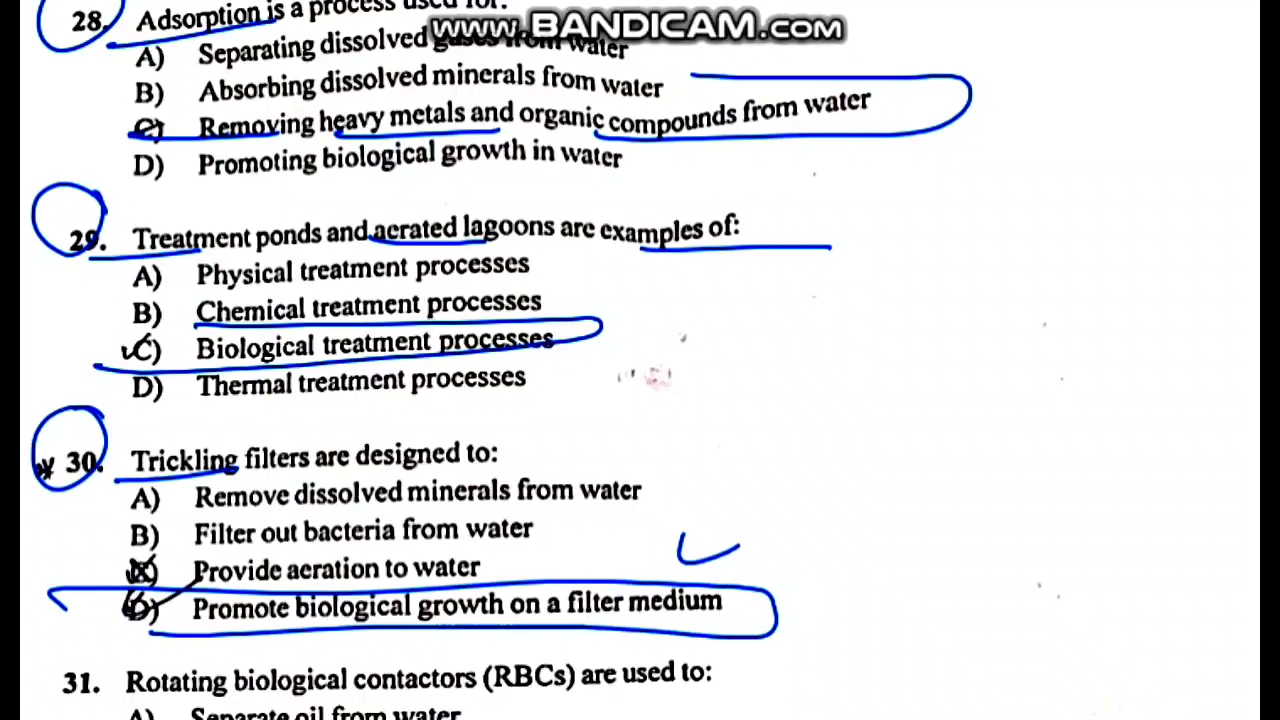 www.BANDICAM.com
28. Adsorption is a process used for:
A) Separating dissolved gases from water
B) Absorbing dissolved minerals from water
C) Removing heavy metals and organic compounds from water
D) Promoting biological growth in water
29. Treatment ponds and aerated lagoons are examples of:
A) Physical treatment processes
B) Chemical treatment processes
C) Biological treatment processes
D) Thermal treatment processes
30. Trickling filters are designed to:
A) Remove dissolved minerals from water
B) Filter out bacteria from water
Provide aeration to water
D) Promote biological growth on a filter medium
31. Rotating biological contactors (RBCs) are used to:
A) Separate oil from water